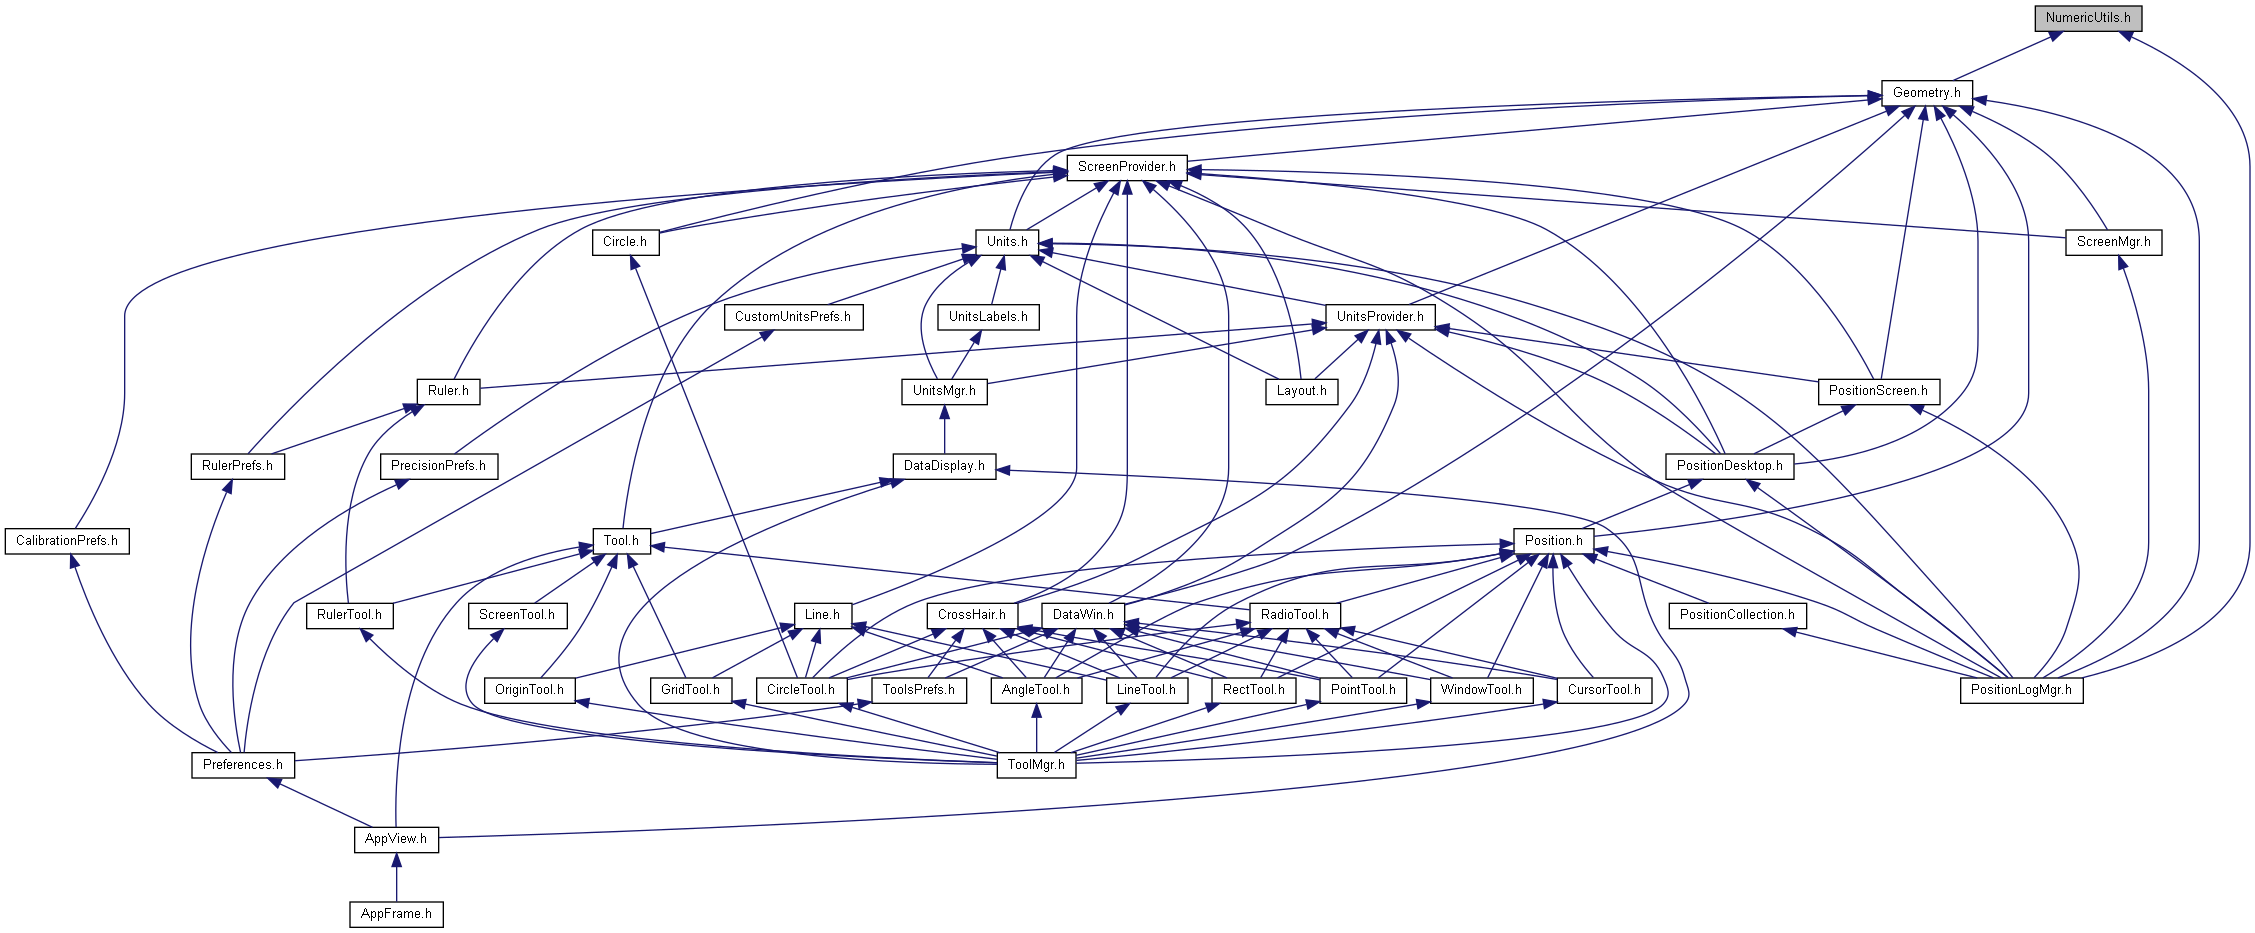 NumericUtils.h
Geometry.h
ScreenProvider.h
Circle.h
Units.h
ScreenMgr.h
CustomUnitsPrefs.h
UnitsLabels.h
UnitsProvider.h
Ruler.h
UnitsMgr.h
Layout.h
PositionScreen.h
RulerPrefs.h
PrecisionPrefs.h
DataDisplay.h
PositionDesktop.h
CalibrationPrefs.h
Tool.h
Position.h
RulerTool.h
ScreenTool.h
Line.h
CrossHair.h
DataWin.h
RadioTool.h
PositionCollection.h
OriginTool.h
GridTool.h
CircleTool.h
ToolsPrefs.h
AngleTool.h
LineTool.h
RectTool.h
PointTool.h
WindowTool.h
CursorTool.h
PositionLogMgr.h
Preferences.h
ToolMgr.h
AppView.h
AppFrame.h